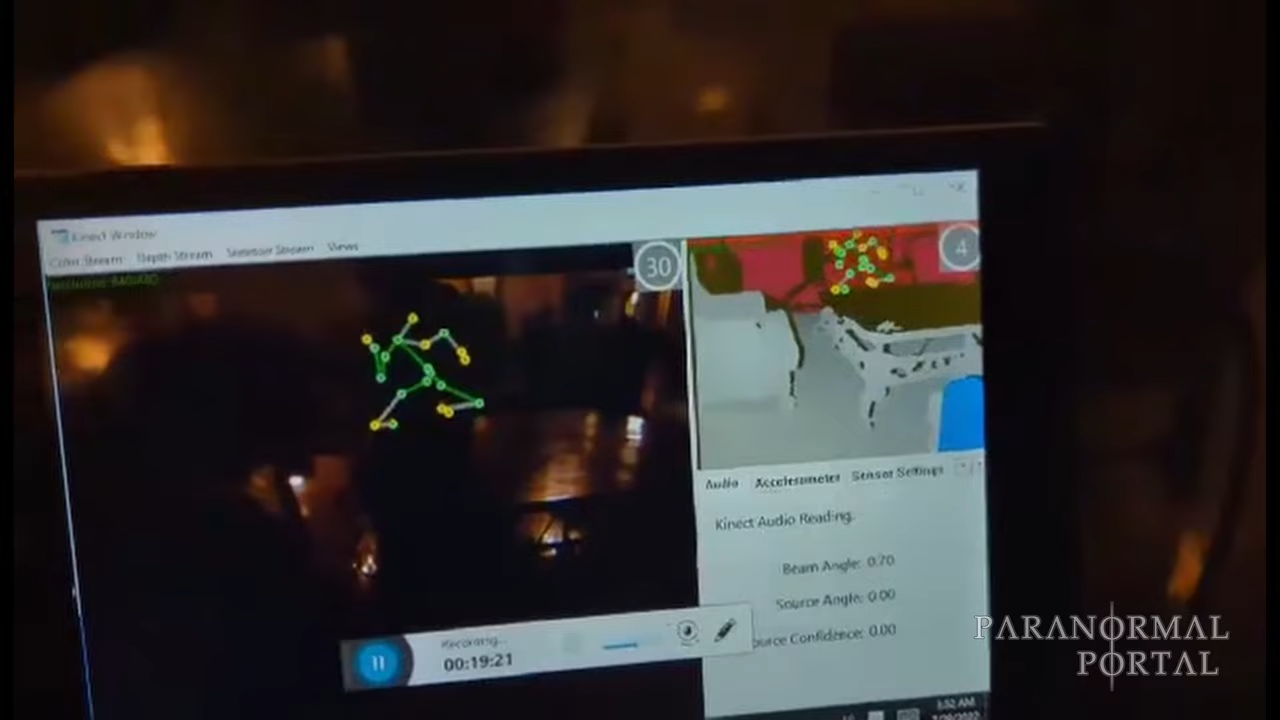 Kinect Window
Color Stream Depth Stream Skeleton Stream Views
30
4
Audio Accelerometer Sensor Settings
Kinect Audio Reading.
Beam Angle: 0.70
Source Angle: 0.00
Source Confidence: 0.00
Recording...
00:19:21
PARANORMAL
PORTAL